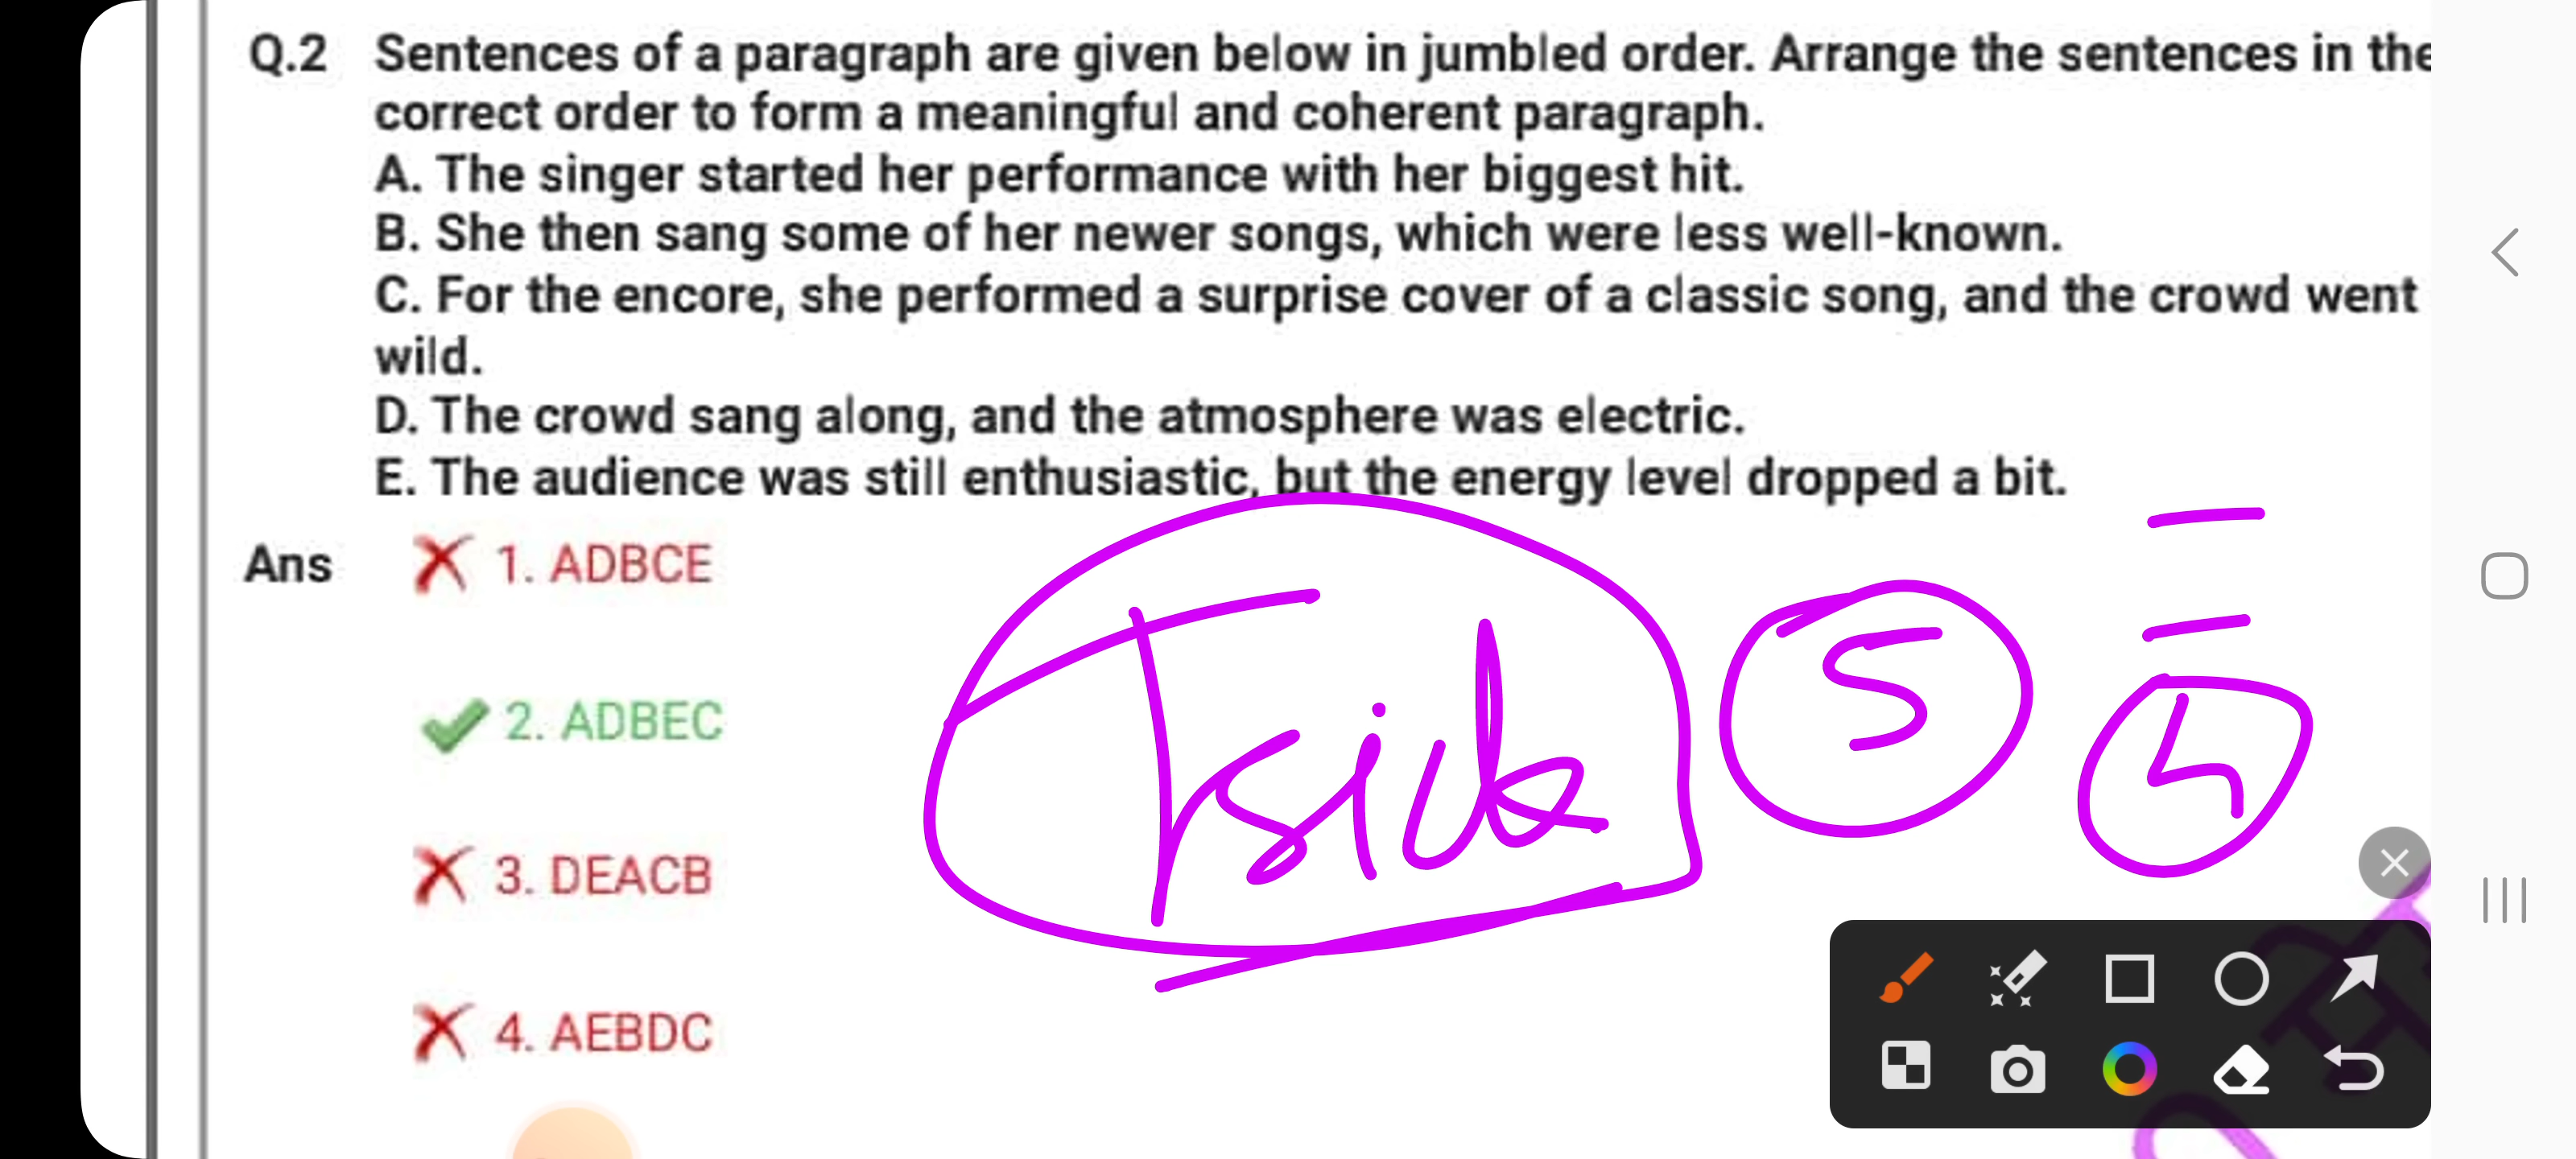 Q.2 Sentences of a paragraph are given below in jumbled order. Arrange the sentences in the
correct order to form a meaningful and coherent paragraph.
A. The singer started her performance with her biggest hit.
B. She then sang some of her newer songs, which were less well-known.
C. For the encore, she performed a surprise cover of a classic song, and the crowd went
wild.
D. The crowd sang along, and the atmosphere was electric.
E. The audience was still enthusiastic, but the energy level dropped a bit.
Ans 1. ADBCE
2. ADBEC
3. DEACB
4. AEBDC
Trick 5 4